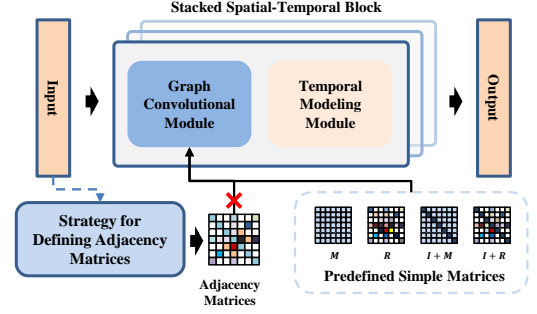 Stacked Spatial-Temporal Block
Input
Graph
Convolutional
Module
Temporal
Modeling
Module
Output
Strategy for
Defining Adjacency
Matrices
Adjacency
Matrices
M
R
I + M
I + R
Predefined Simple Matrices